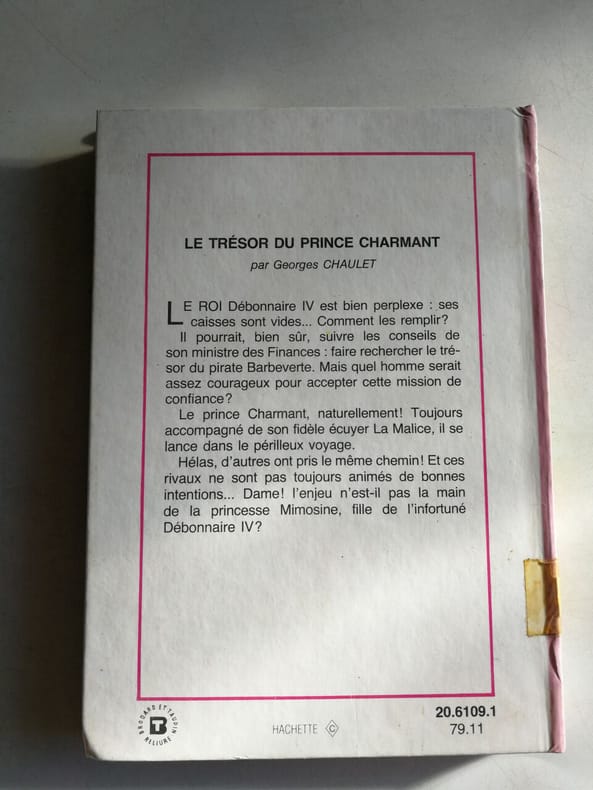 LE TRÉSOR DU PRINCE CHARMANT
par Georges CHAULET
LE ROI Débonnaire IV est bien perplexe : ses
caisses sont vides... Comment les remplir?
Il pourrait, bien sûr, suivre les conseils de
son ministre des Finances : faire rechercher le tré-
sor du pirate Barbeverte. Mais quel homme serait
assez courageux pour accepter cette mission de
confiance?
Le prince Charmant, naturellement! Toujours
accompagné de son fidèle écuyer La Malice, il se
lance dans le périlleux voyage.
Hélas, d'autres ont pris le même chemin! Et ces
rivaux ne sont pas toujours animés de bonnes
intentions... Dame! l'enjeu n'est-il pas la main
de la princesse Mimosine, fille de l'infortuné
Débonnaire IV?
BRODARD ET TAUPIN
RELIURE
HACHETTE C
20.6109.1
79.11